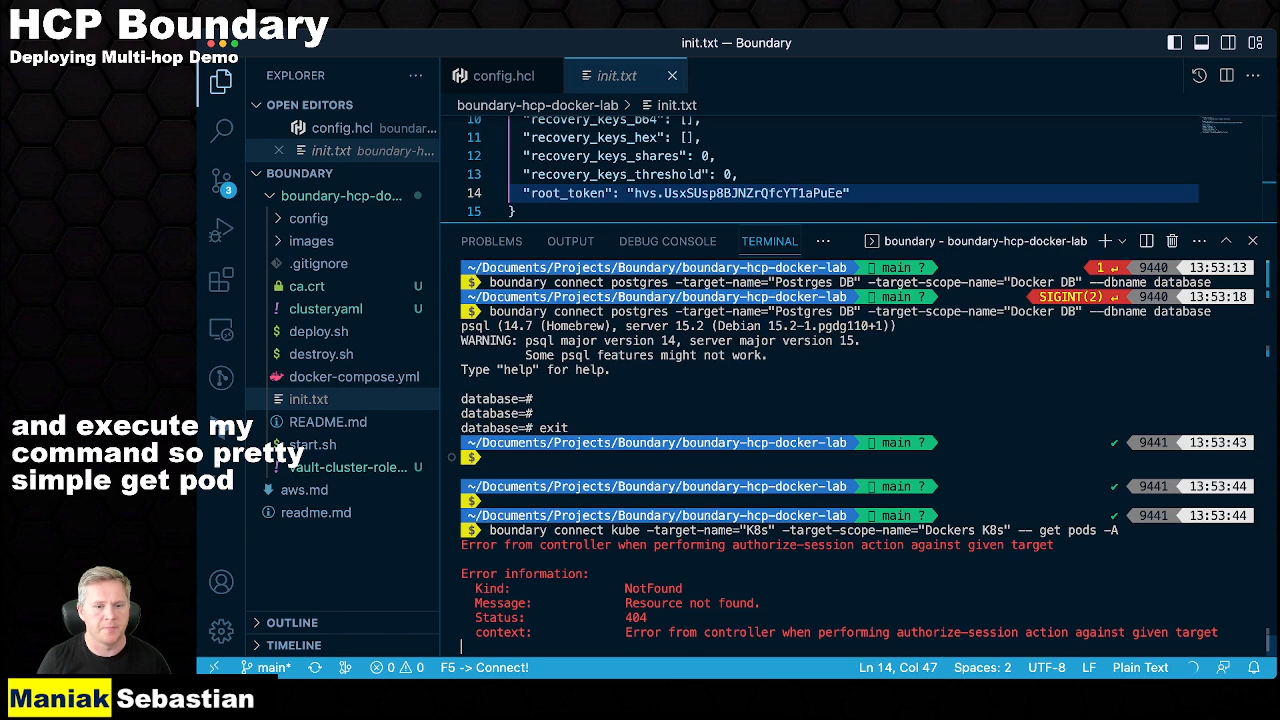 HCP Boundary
Deploying Multi-hop Demo
init.txt — Boundary
EXPLORER
OPEN EDITORS
config.hcl boundar...
init.txt boundary-h...
BOUNDARY
boundary-hcp-do...
config
images
.gitignore
ca.crt U
cluster.yaml U
deploy.sh
destroy.sh
docker-compose.yml
init.txt
README.md
start.sh
vault-cluster-role... U
aws.md
readme.md
OUTLINE
TIMELINE
3
config.hcl
init.txt
boundary-hcp-docker-lab > init.txt
10 "recovery_keys_b64": [],
11 "recovery_keys_hex": [],
12 "recovery_keys_shares": 0,
13 "recovery_keys_threshold": 0,
14 "root_token": "hvs.UsxSUsp8BJNZrQfcYT1aPuEe"
15 }
PROBLEMS OUTPUT DEBUG CONSOLE TERMINAL ... boundary - boundary-hcp-docker-lab
~/Documents/Projects/Boundary/boundary-hcp-docker-lab main ? 1 ↵ 9440 13:53:13
$ boundary connect postgres -target-name="Postrges DB" -target-scope-name="Docker DB" --dbname database
~/Documents/Projects/Boundary/boundary-hcp-docker-lab main ? SIGINT(2) ↵ 9440 13:53:18
$ boundary connect postgres -target-name="Postgres DB" -target-scope-name="Docker DB" --dbname database
psql (14.7 (Homebrew), server 15.2 (Debian 15.2-1.pgdg110+1))
WARNING: psql major version 14, server major version 15.
Some psql features might not work.
Type "help" for help.
database=#
database=#
database=# exit
~/Documents/Projects/Boundary/boundary-hcp-docker-lab main ? ✔ 9441 13:53:43
$
~/Documents/Projects/Boundary/boundary-hcp-docker-lab main ? ✔ 9441 13:53:44
$
~/Documents/Projects/Boundary/boundary-hcp-docker-lab main ? ✔ 9441 13:53:44
$ boundary connect kube -target-name="K8s" -target-scope-name="Dockers K8s" -- get pods -A
Error from controller when performing authorize-session action against given target
Error information:
Kind: NotFound
Message: Resource not found.
Status: 404
context: Error from controller when performing authorize-session action against given target
and execute my
command so pretty
simple get pod
main* 0 0 F5 -> Connect! Ln 14, Col 47 Spaces: 2 UTF-8 LF Plain Text
Maniak Sebastian